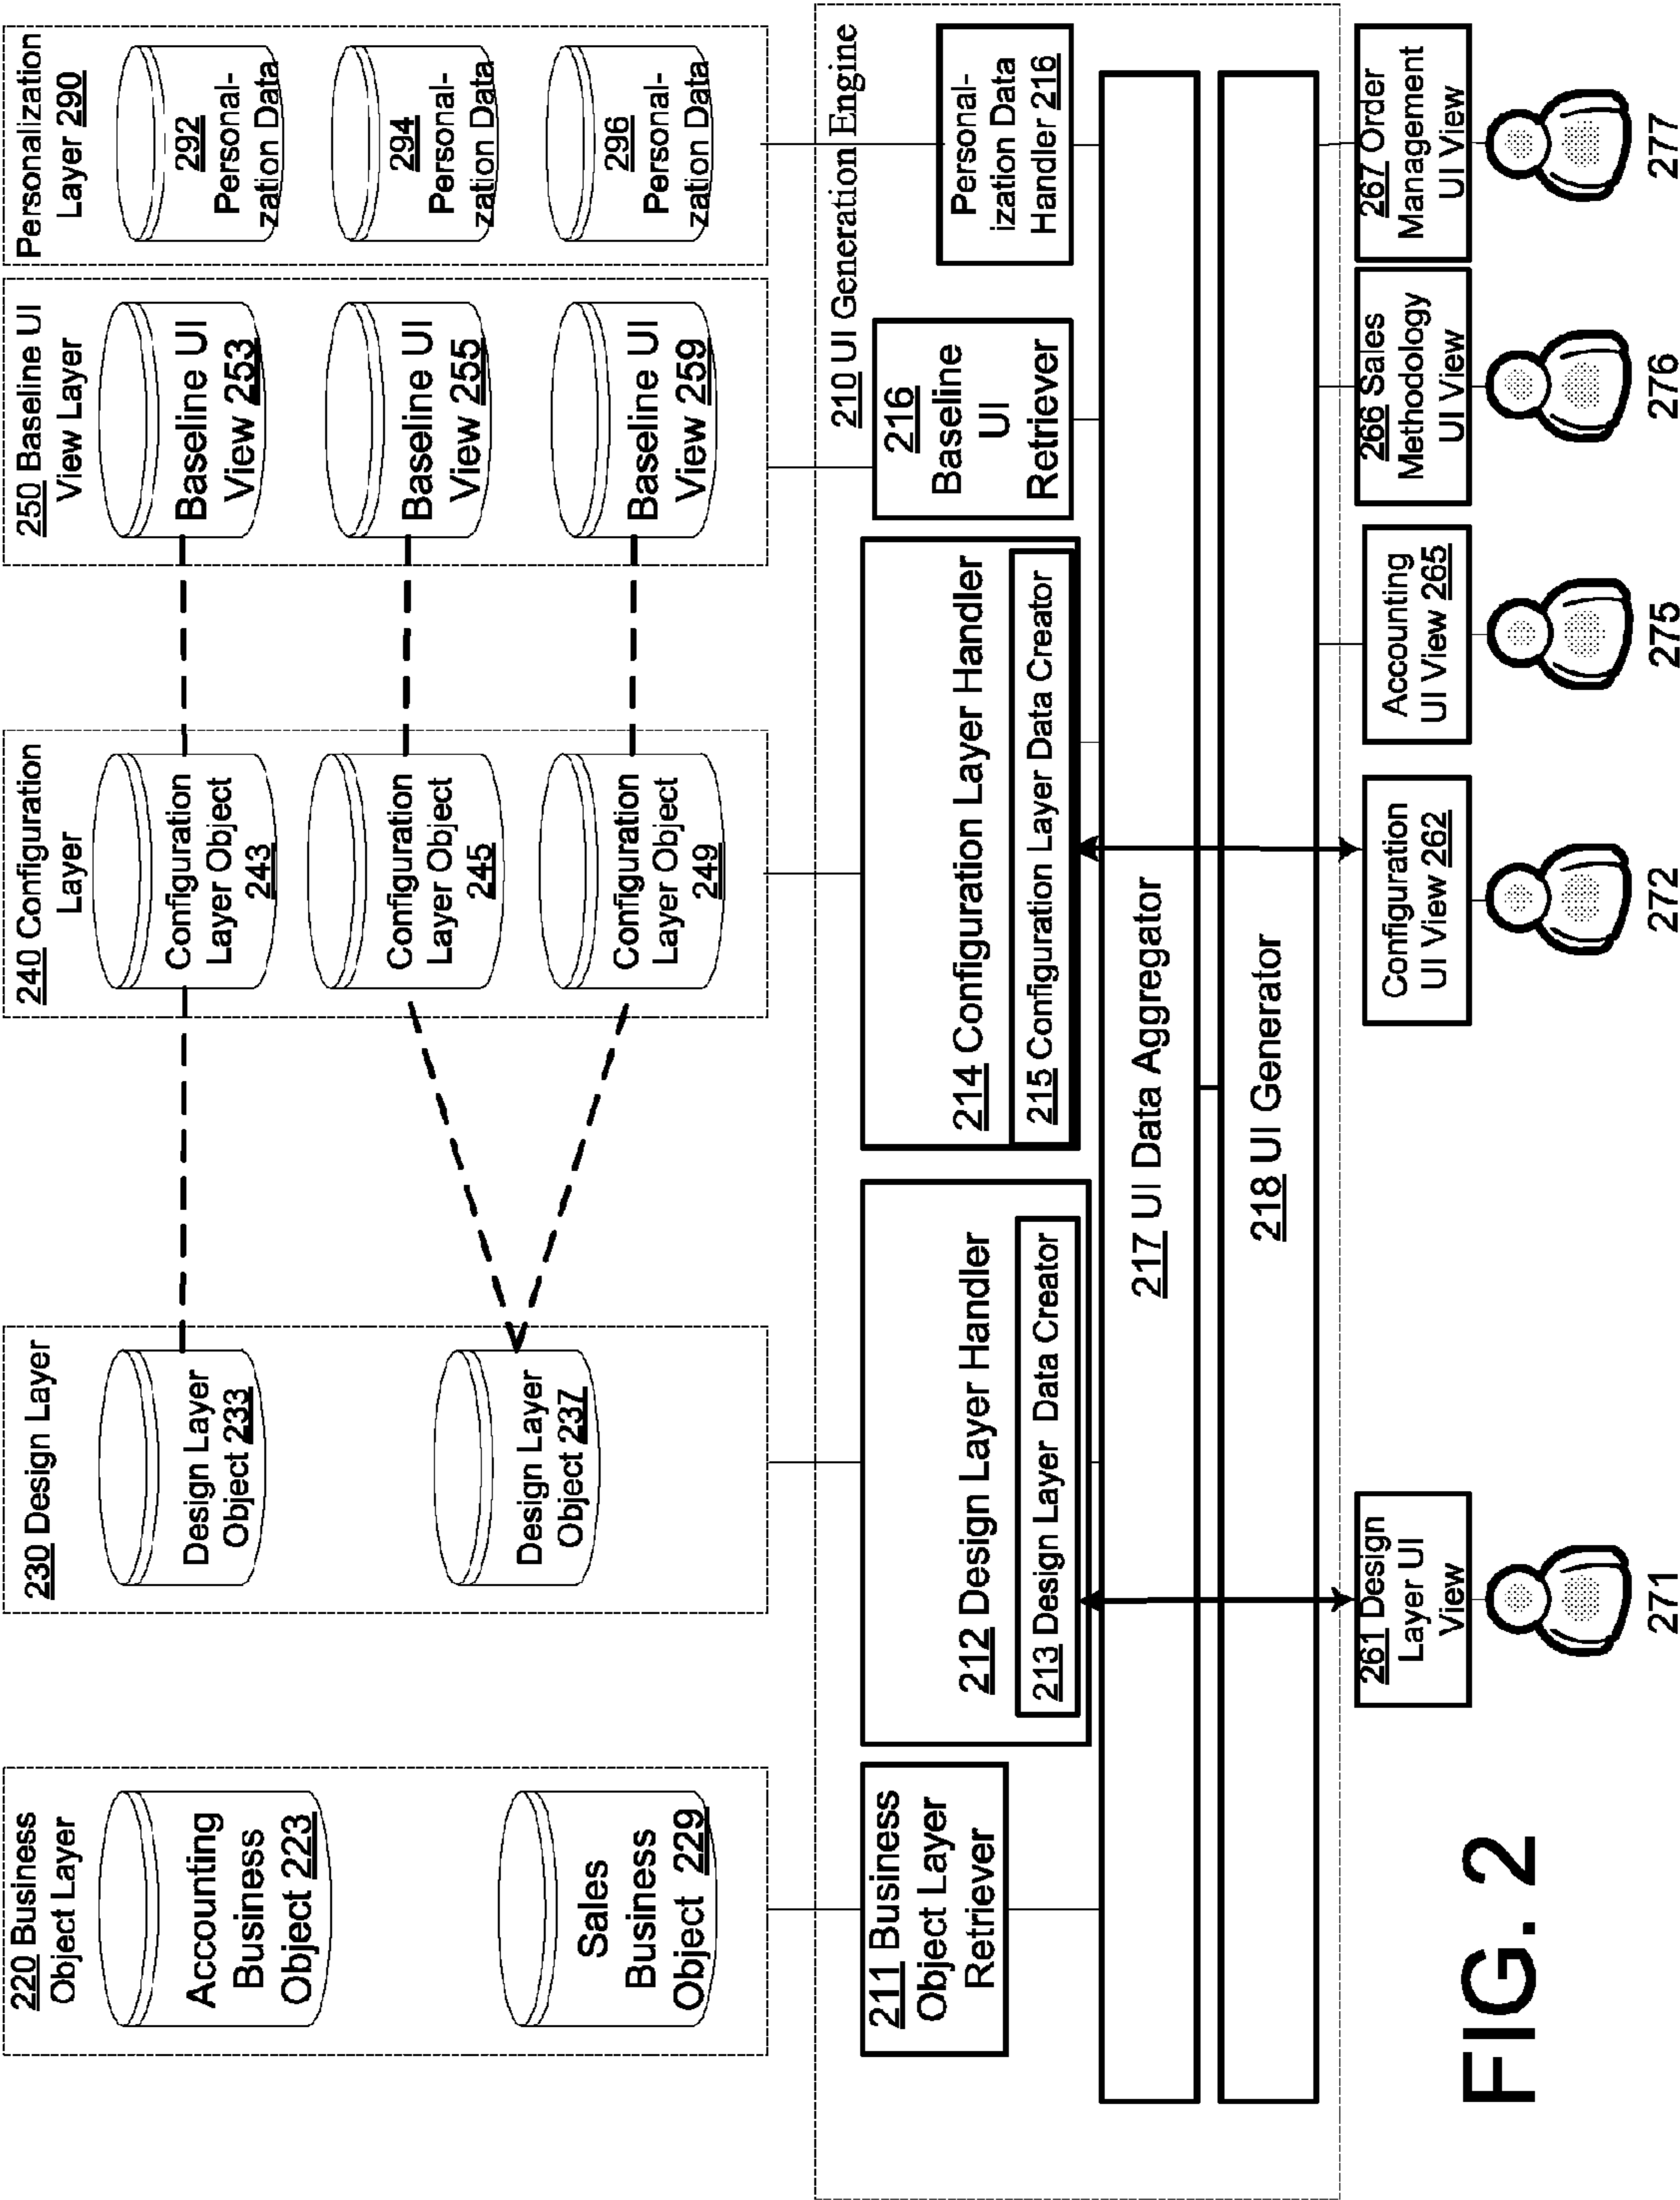 220 Business
Object Layer
Accounting
Business
Object 223
Sales
Business
Object 229
230 Design Layer
Design Layer
Object 233
Design Layer
Object 237
240 Configuration
Layer
Configuration
Layer Object
243
Configuration
Layer Object
245
Configuration
Layer Object
249
250 Baseline UI
View Layer
Baseline UI
View 253
Baseline UI
View 255
Baseline UI
View 259
Personalization
Layer 290
292
Personal-
zation Data
294
Personal-
zation Data
296
Personal-
zation Data
210 UI Generation Engine
211 Business
Object Layer
Retriever
212 Design Layer Handler
213 Design Layer Data Creator
214 Configuration Layer Handler
215 Configuration Layer Data Creator
216
Baseline
UI
Retriever
Personal-
ization Data
Handler 216
217 UI Data Aggregator
218 UI Generator
261 Design
Layer UI
View
Configuration
UI View 262
Accounting
UI View 265
266 Sales
Methodology
UI View
267 Order
Management
UI View
271
272
275
276
277
FIG. 2